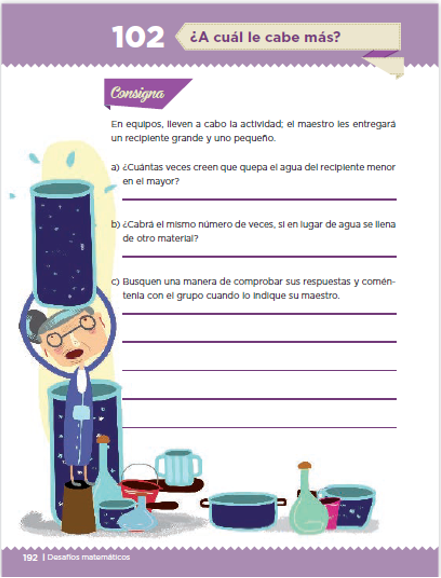 102
¿A cuál le cabe más?
Consigna
En equipos, lleven a cabo la actividad; el maestro les entregará
un recipiente grande y uno pequeño.
a) ¿Cuántas veces creen que quepa el agua del recipiente menor
en el mayor?
b) ¿Cabrá el mismo número de veces, si en lugar de agua se llena
de otro material?
c) Busquen una manera de comprobar sus respuestas y comén-
tenla con el grupo cuando lo indique su maestro.
192 | Desafíos matemáticos